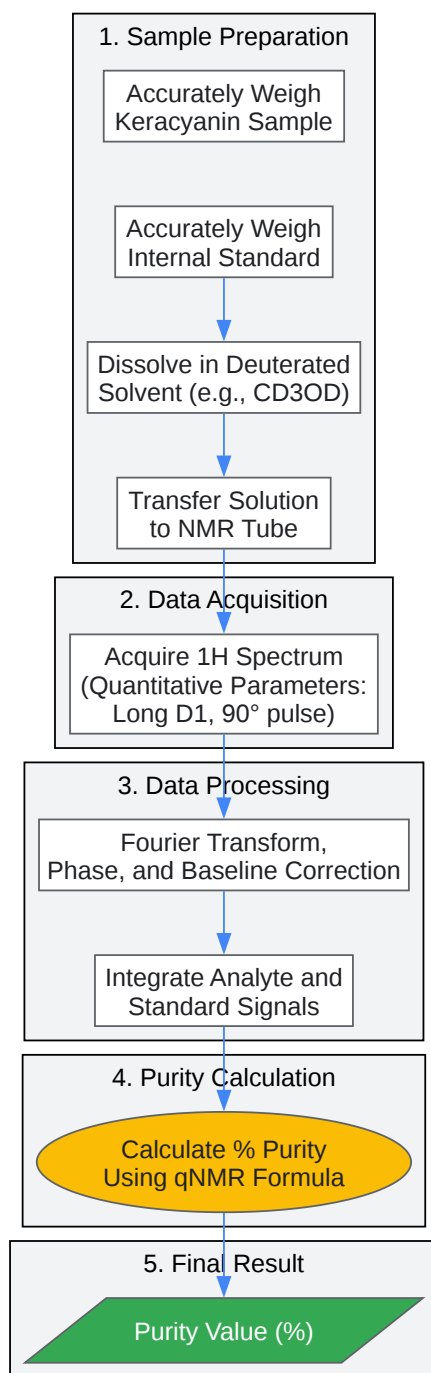 1. Sample Preparation
Accurately Weigh
Keracyanin Sample
Accurately Weigh
Internal Standard
Dissolve in Deuterated
Solvent (e.g., CD3OD)
Transfer Solution
to NMR Tube
2. Data Acquisition
Acquire 1H Spectrum
(Quantitative Parameters:
Long D1, 90° pulse)
3. Data Processing
Fourier Transform,
Phase, and Baseline Correction
Integrate Analyte and
Standard Signals
4. Purity Calculation
Calculate % Purity
Using qNMR Formula
5. Final Result
Purity Value (%)